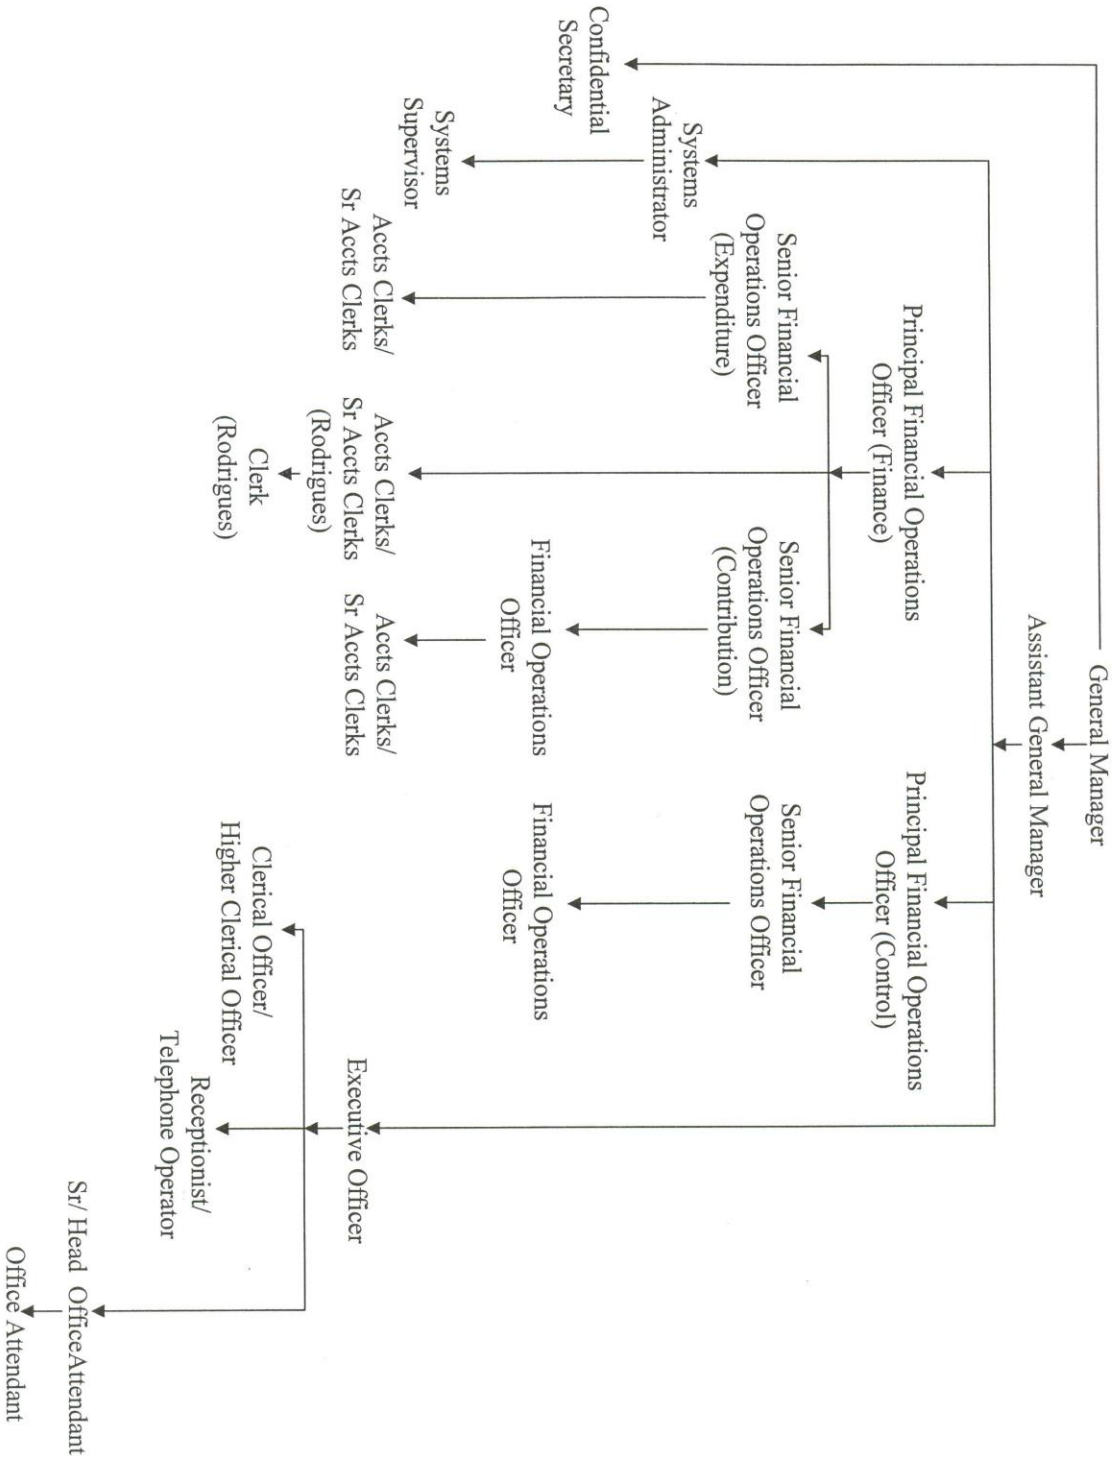 General Manager
Assistant General Manager
Principal Financial Operations
Officer (Finance)
Principal Financial Operations
Officer (Control)
Confidential
Secretary
Systems
Administrator
Systems
Supervisor
Senior Financial
Operations Officer
(Expenditure)
Accts Clerks/
Sr Accts Clerks
Accts Clerks/
Sr Accts Clerks
(Rodrigues)
Clerk
(Rodrigues)
Senior Financial
Operations Officer
(Contribution)
Financial Operations
Officer
Accts Clerks/
Sr Accts Clerks
Senior Financial
Operations Officer
Financial Operations
Officer
Executive Officer
Clerical Officer/
Higher Clerical Officer
Receptionist/
Telephone Operator
Sr/ Head OfficeAttendant
Office Attendant